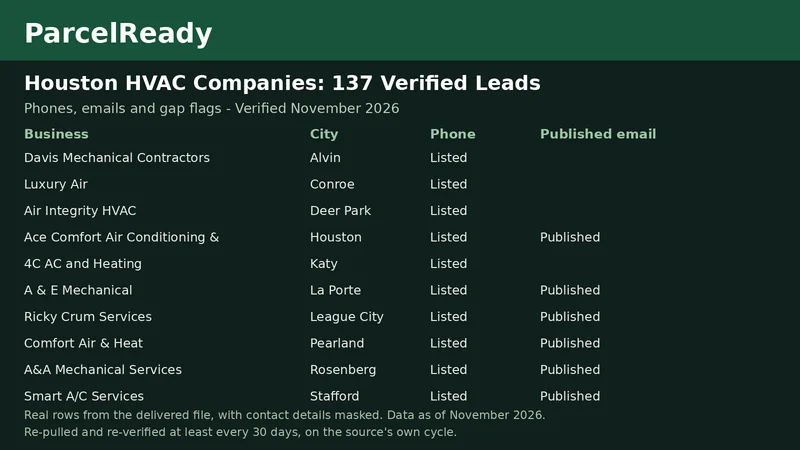 ParcelReady
Houston HVAC Companies: 137 Verified Leads
Phones, emails and gap flags - Verified November 2026
Business City Phone Published email
Davis Mechanical Contractors Alvin Listed
Luxury Air Conroe Listed
Air Integrity HVAC Deer Park Listed
Ace Comfort Air Conditioning & Houston Listed Published
4C AC and Heating Katy Listed
A & E Mechanical La Porte Listed Published
Ricky Crum Services League City Listed Published
Comfort Air & Heat Pearland Listed Published
A&A Mechanical Services Rosenberg Listed Published
Smart A/C Services Stafford Listed Published
Real rows from the delivered file, with contact details masked. Data as of November 2026.
Re-pulled and re-verified at least every 30 days, on the source's own cycle.